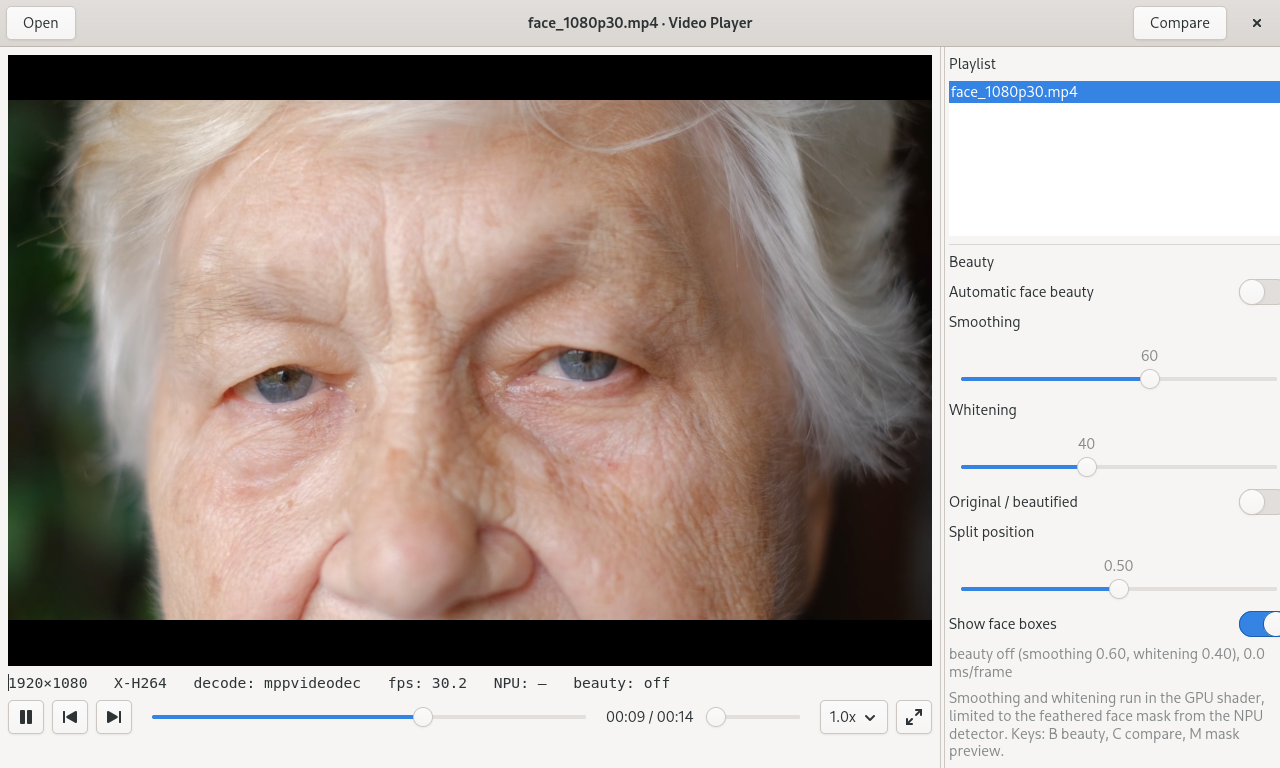 Open
face_1080p30.mp4 · Video Player
Compare
×
Playlist
face_1080p30.mp4
Beauty
Automatic face beauty
Smoothing
60
Whitening
40
Original / beautified
Split position
0.50
Show face boxes
beauty off (smoothing 0.60, whitening 0.40), 0.0
ms/frame
Smoothing and whitening run in the GPU shader,
limited to the feathered face mask from the NPU
detector. Keys: B beauty, C compare, M mask
preview.
1920×1080 X-H264 decode: mppvideodec fps: 30.2 NPU: — beauty: off
00:09 / 00:14
1.0x